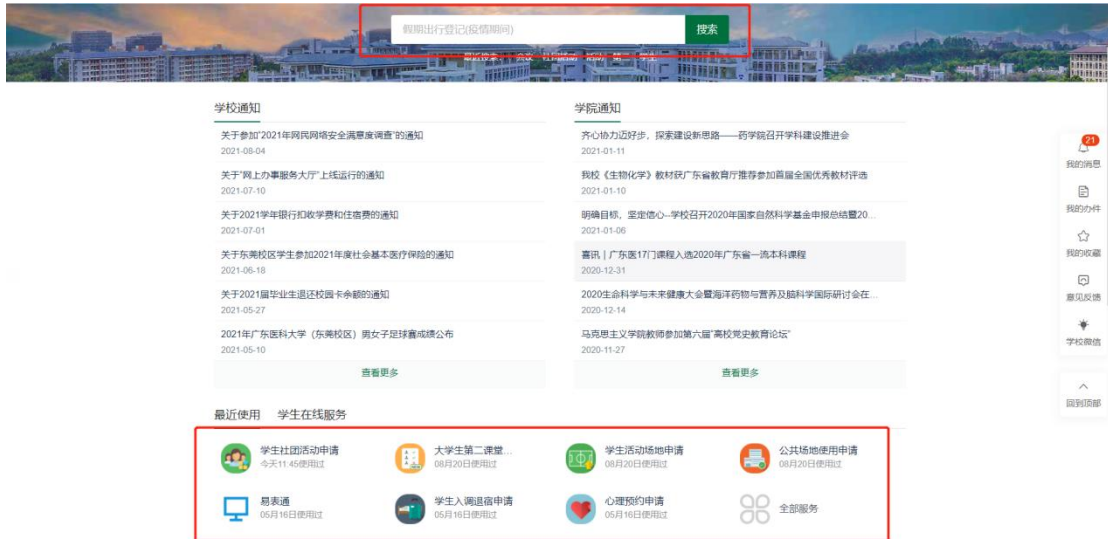 假期出行登记(疫情期间)
搜索
学校通知
关于参加"2021年网民网络安全满意度调查"的通知
2021-08-04
关于"网上办事服务大厅"上线运行的通知
2021-07-10
关于2021学年银行扣收学费和住宿费的通知
2021-07-01
关于东莞校区学生参加2021年度社会基本医疗保险的通知
2021-06-18
关于2021届毕业生退还校园卡余额的通知
2021-05-27
2021年广东医科大学（东莞校区）男女子足球赛成绩公布
2021-05-10
查看更多
学院通知
齐心协力迈好步，探索建设新思路——药学院召开学科建设推进会
2021-01-11
我校《生物化学》教材获广东省教育厅推荐参加首届全国优秀教材评选
2021-01-10
明确目标，坚定信心--学校召开2020年国家自然科学基金申报总结暨20...
2021-01-06
喜讯 | 广东医17门课程入选2020年广东省一流本科课程
2020-12-31
2020生命科学与未来健康大会暨海洋药物与营养及脑科学国际研讨会在...
2020-12-14
马克思主义学院教师参加第六届"高校党史教育论坛"
2020-11-27
查看更多
21
我的消息
我的办件
我的收藏
意见反馈
学校微信
回到顶部
最近使用 学生在线服务
学生社团活动申请
今天11:45使用过
大学生第二课堂...
08月20日使用过
学生活动场地申请
08月20日使用过
公共场地使用申请
08月20日使用过
易表通
05月16日使用过
学生入调退宿申请
05月16日使用过
心理预约申请
05月16日使用过
全部服务